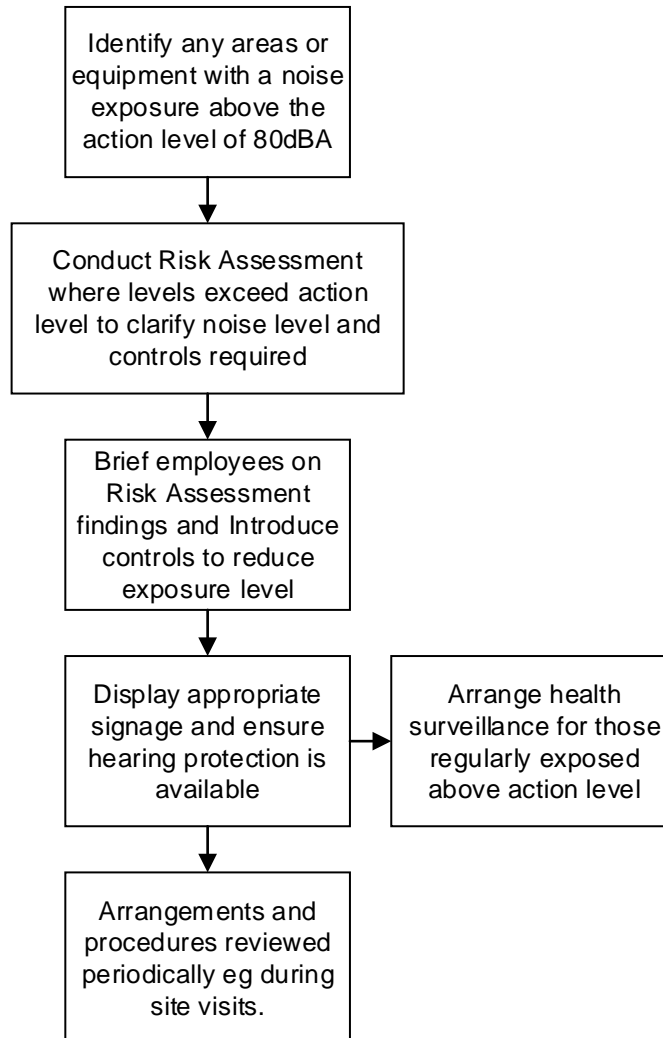 Identify any areas or
equipment with a noise
exposure above the
action level of 80dBA
Conduct Risk Assessment
where levels exceed action
level to clarify noise level and
controls required
Brief employees on
Risk Assessment
findings and Introduce
controls to reduce
exposure level
Display appropriate
signage and ensure
hearing protection is
available
Arrange health
surveillance for those
regularly exposed
above action level
Arrangements and
procedures reviewed
periodically eg during
site visits.